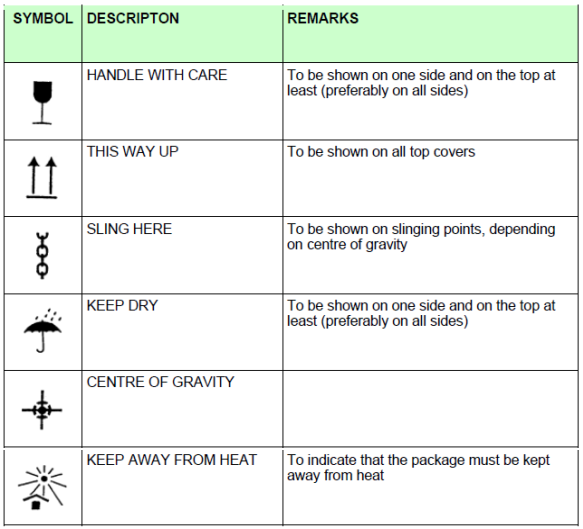 SYMBOL DESCRIPTON REMARKS
HANDLE WITH CARE To be shown on one side and on the top at
least (preferably on all sides)
THIS WAY UP To be shown on all top covers
SLING HERE To be shown on slinging points, depending
on centre of gravity
KEEP DRY To be shown on one side and on the top at
least (preferably on all sides)
CENTRE OF GRAVITY
KEEP AWAY FROM HEAT To indicate that the package must be kept
away from heat